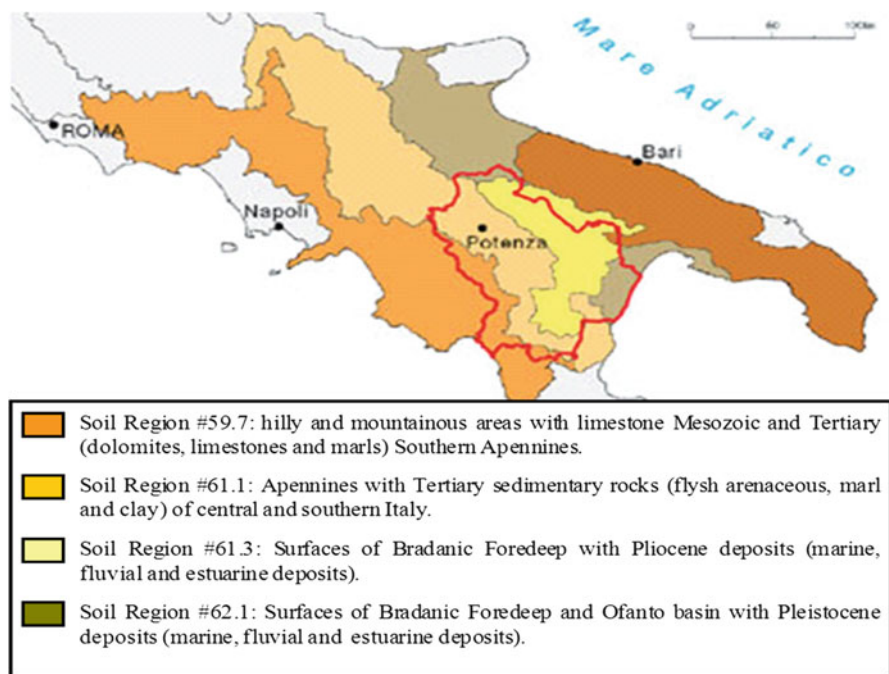 0 60 100km
Mare Adriatico
ROMA
Bari
Napoli
Potenza
Soil Region #59.7: hilly and mountainous areas with limestone Mesozoic and Tertiary
(dolomites, limestones and marls) Southern Apennines.
Soil Region #61.1: Apennines with Tertiary sedimentary rocks (flysh arenaceous, marl
and clay) of central and southern Italy.
Soil Region #61.3: Surfaces of Bradanic Foredeep with Pliocene deposits (marine,
fluvial and estuarine deposits).
Soil Region #62.1: Surfaces of Bradanic Foredeep and Ofanto basin with Pleistocene
deposits (marine, fluvial and estuarine deposits).